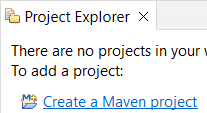 Project Explorer
There are no projects in your
To add a project:
Create a Maven project